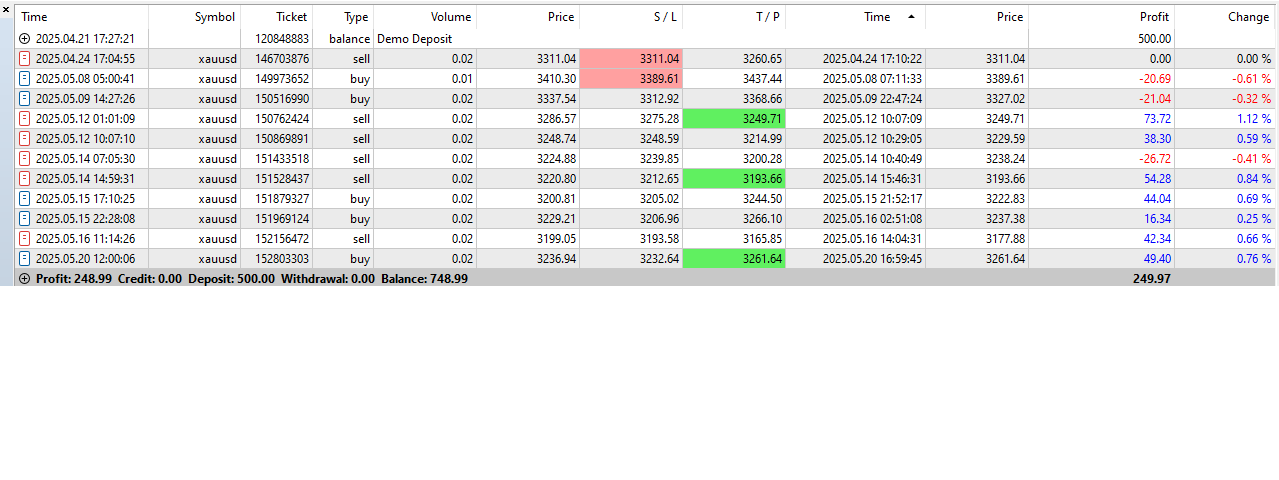 Time Symbol Ticket Type Volume Price S / L T / P Time Price Profit Change
2025.04.21 17:27:21 120848883 balance Demo Deposit 500.00
2025.04.24 17:04:55 xauusd 146703876 sell 0.02 3311.04 3311.04 3260.65 2025.04.24 17:10:22 3311.04 0.00 0.00 %
2025.05.08 05:00:41 xauusd 149973652 buy 0.01 3410.30 3389.61 3437.44 2025.05.08 07:11:33 3389.61 -20.69 -0.61 %
2025.05.09 14:27:26 xauusd 150516990 buy 0.02 3337.54 3312.92 3368.66 2025.05.09 22:47:24 3327.02 -21.04 -0.32 %
2025.05.12 01:01:09 xauusd 150762424 sell 0.02 3286.57 3275.28 3249.71 2025.05.12 10:07:09 3249.71 73.72 1.12 %
2025.05.12 10:07:10 xauusd 150869891 sell 0.02 3248.74 3248.59 3214.99 2025.05.12 10:29:05 3229.59 38.30 0.59 %
2025.05.14 07:05:30 xauusd 151433518 sell 0.02 3224.88 3239.85 3200.28 2025.05.14 10:40:49 3238.24 -26.72 -0.41 %
2025.05.14 14:59:31 xauusd 151528437 sell 0.02 3220.80 3212.65 3193.66 2025.05.14 15:46:31 3193.66 54.28 0.84 %
2025.05.15 17:10:25 xauusd 151879327 buy 0.02 3200.81 3205.02 3244.50 2025.05.15 21:52:17 3222.83 44.04 0.69 %
2025.05.15 22:28:08 xauusd 151969124 buy 0.02 3229.21 3206.96 3266.10 2025.05.16 02:51:08 3237.38 16.34 0.25 %
2025.05.16 11:14:26 xauusd 152156472 sell 0.02 3199.05 3193.58 3165.85 2025.05.16 14:04:31 3177.88 42.34 0.66 %
2025.05.20 12:00:06 xauusd 152803303 buy 0.02 3236.94 3232.64 3261.64 2025.05.20 16:59:45 3261.64 49.40 0.76 %
Profit: 248.99 Credit: 0.00 Deposit: 500.00 Withdrawal: 0.00 Balance: 748.99 249.97